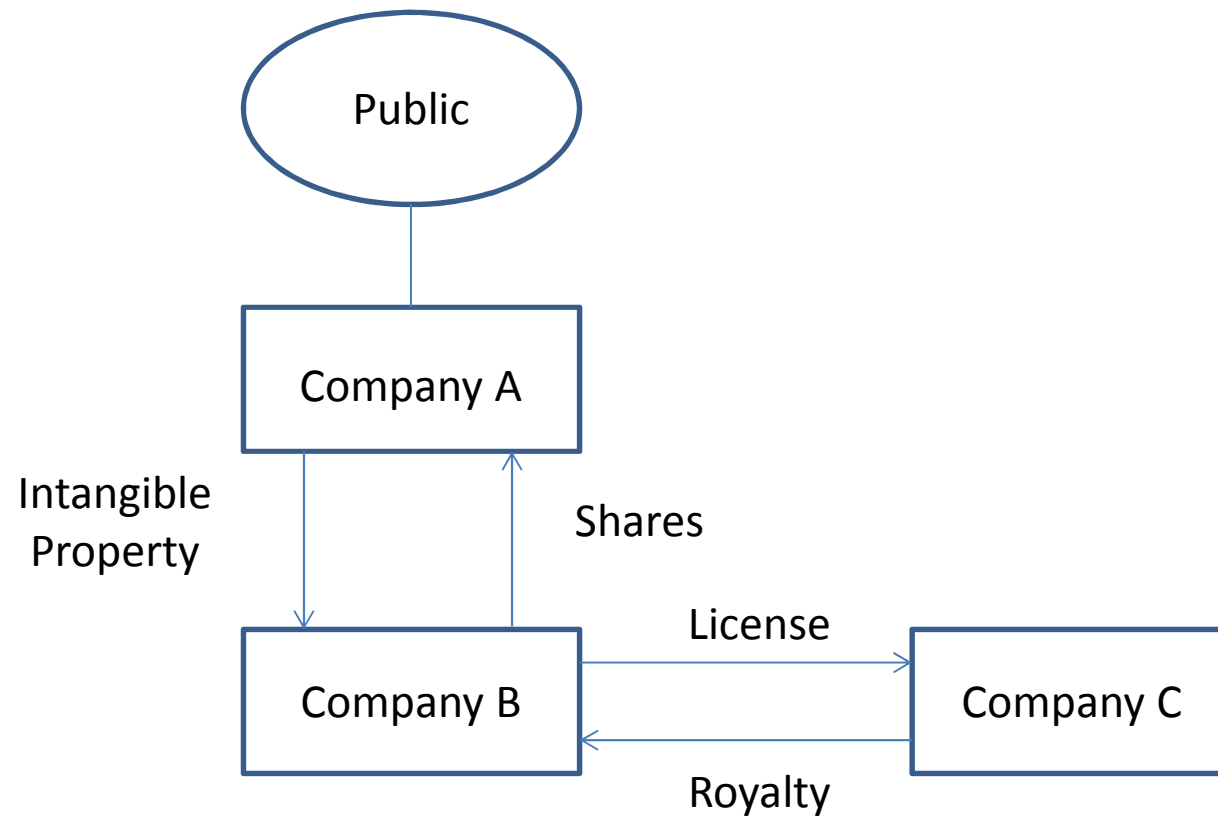 Public
Company A
Intangible
Property
Shares
License
Company B
Company C
Royalty